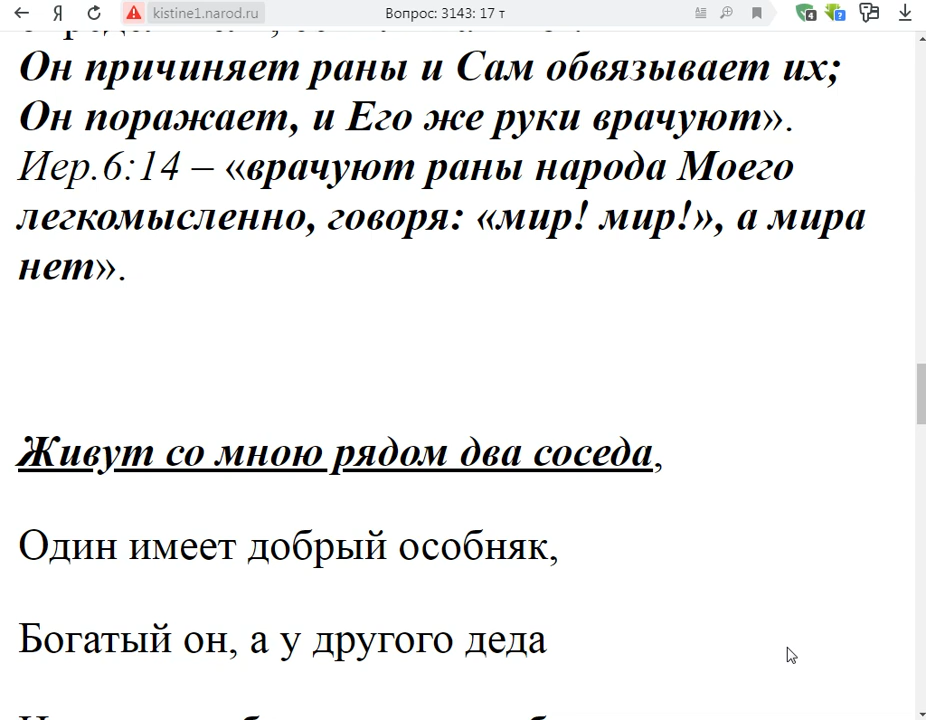 kistine1.narod.ru
Вопрос: 3143: 17 т
4
?
Он причиняет раны и Сам обвязывает их;
Он поражает, и Его же руки врачуют».
Иер.6:14 – «врачуют раны народа Моего
легкомысленно, говоря: «мир! мир!», а мира
нет».
Живут со мною рядом два соседа,
Один имеет добрый особняк,
Богатый он, а у другого деда